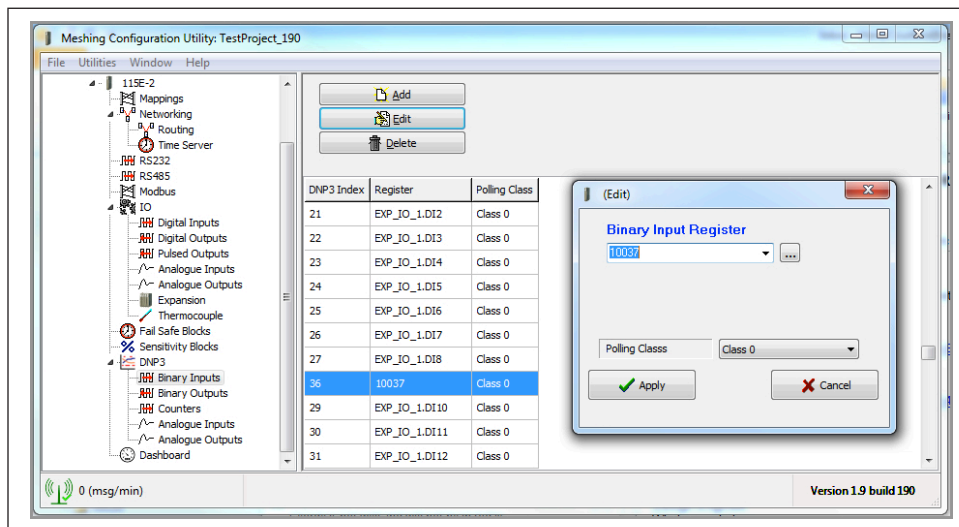 Meshing Configuration Utility: TestProject_190
File Utilities Window Help
115E-2
Mappings
Networking
Routing
Time Server
RS232
RS485
Modbus
IO
Digital Inputs
Digital Outputs
Pulsed Outputs
Analogue Inputs
Analogue Outputs
Expansion
Thermocouple
Fail Safe Blocks
Sensitivity Blocks
DNP3
Binary Inputs
Binary Outputs
Counters
Analogue Inputs
Analogue Outputs
Dashboard
Add
Edit
Delete
DNP3 Index Register Polling Class
21 EXP_IO_1.DI2 Class 0
22 EXP_IO_1.DI3 Class 0
23 EXP_IO_1.DI4 Class 0
24 EXP_IO_1.DI5 Class 0
25 EXP_IO_1.DI6 Class 0
26 EXP_IO_1.DI7 Class 0
27 EXP_IO_1.DI8 Class 0
36 10037 Class 0
29 EXP_IO_1.DI10 Class 0
30 EXP_IO_1.DI11 Class 0
31 EXP_IO_1.DI12 Class 0
(Edit)
Binary Input Register
10037 ...
Polling Classs Class 0
Apply Cancel
0 (msg/min)
Version 1.9 build 190